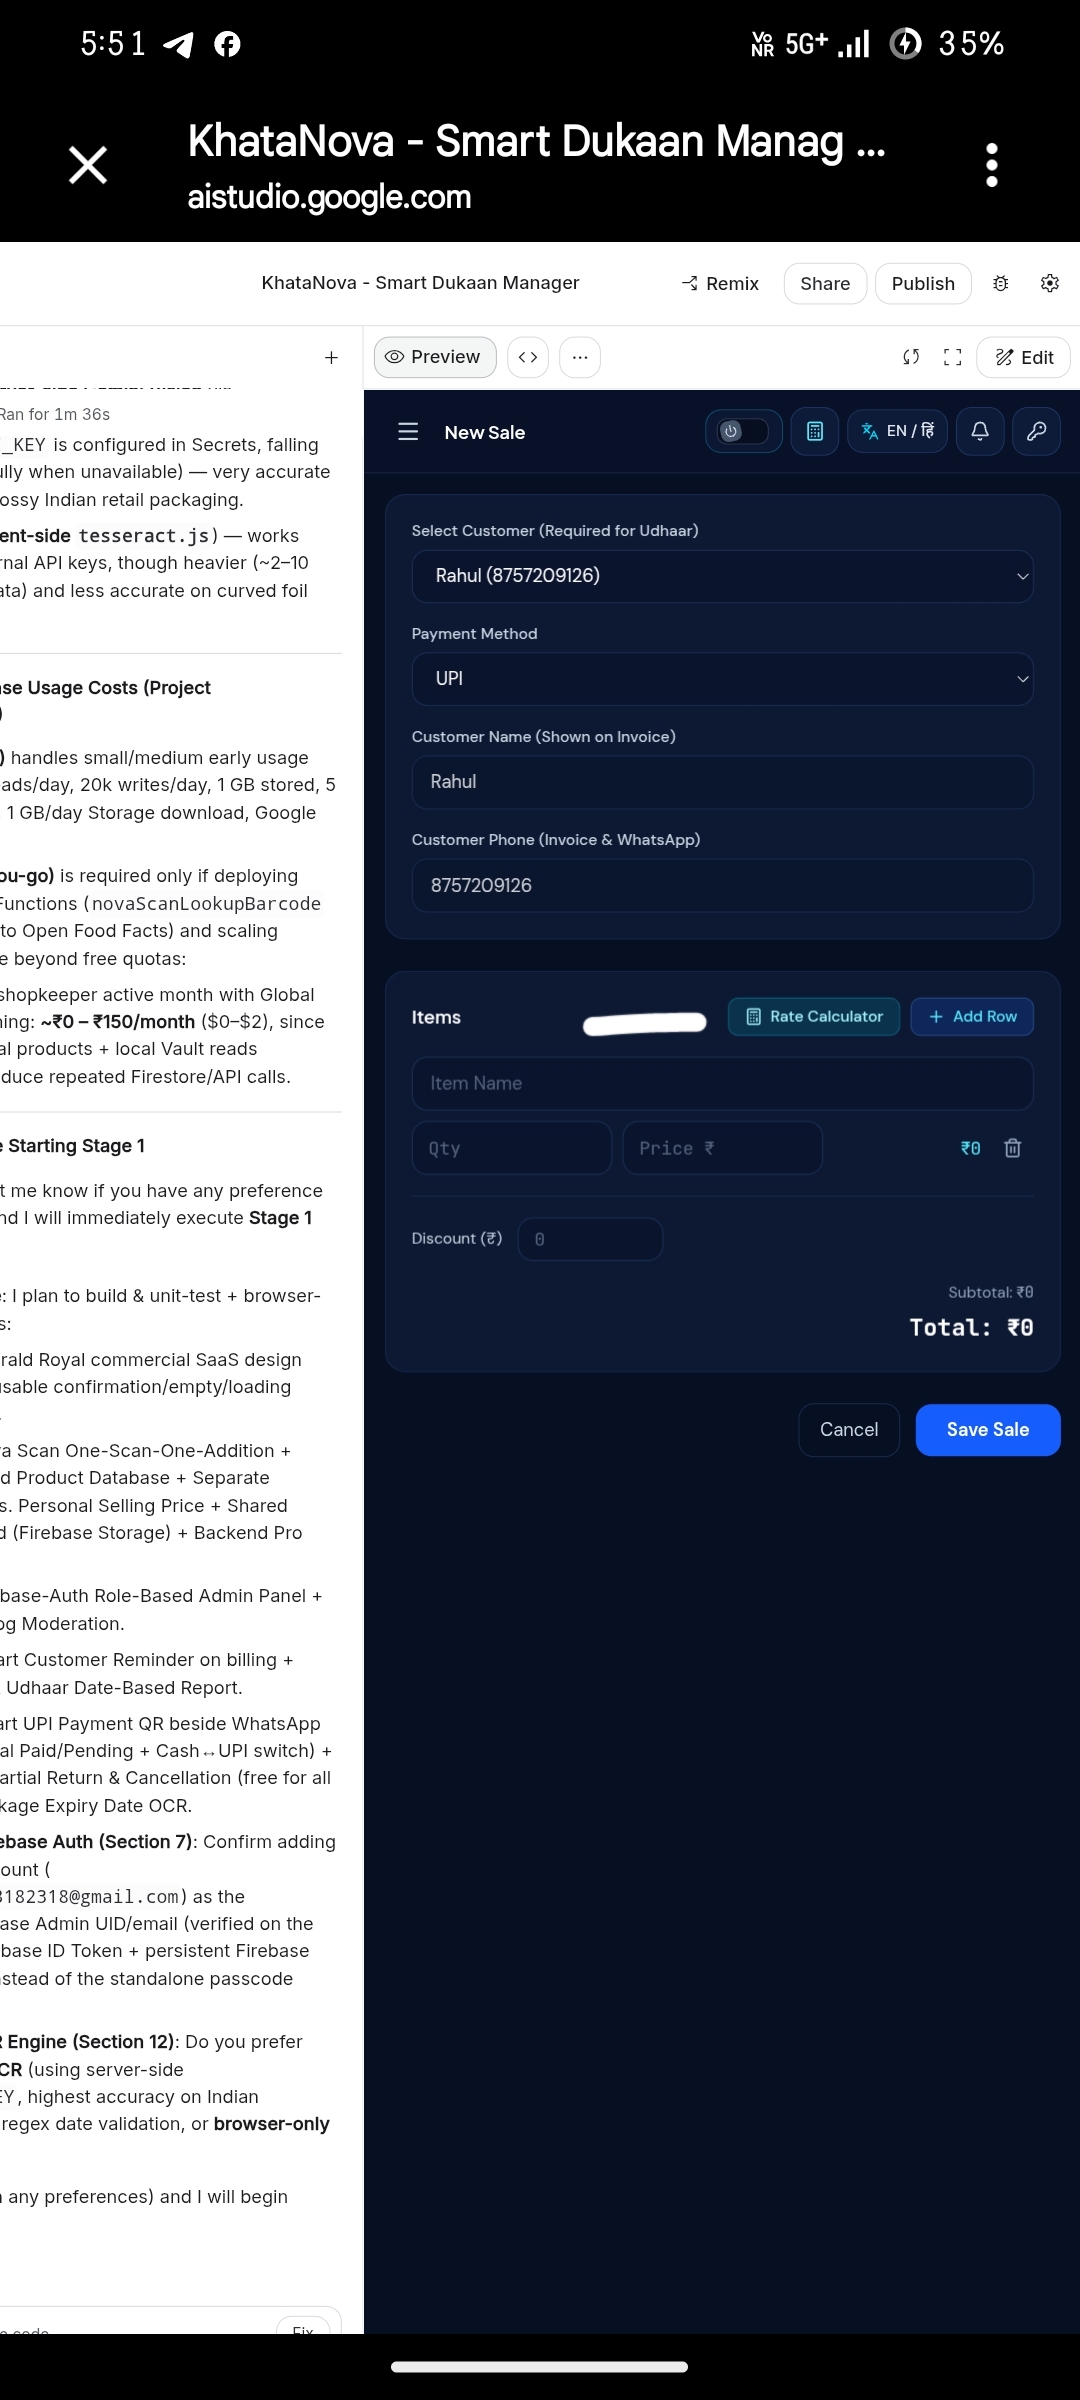 5:51
VoNR 5G+ 35%
KhataNova - Smart Dukaan Manag ...
aistudio.google.com
KhataNova - Smart Dukaan Manager
Remix
Share
Publish
Ran for 1m 36s
_KEY is configured in Secrets, falling
ully when unavailable) — very accurate
ossy Indian retail packaging.
ent-side tesseract.js) — works
rnal API keys, though heavier (~2–10
ata) and less accurate on curved foil
se Usage Costs (Project
)
) handles small/medium early usage
ads/day, 20k writes/day, 1 GB stored, 5
, 1 GB/day Storage download, Google
ou-go) is required only if deploying
Functions (novaScanLookupBarcode
to Open Food Facts) and scaling
e beyond free quotas:
shopkeeper active month with Global
ning: ~₹0 – ₹150/month ($0–$2), since
al products + local Vault reads
duce repeated Firestore/API calls.
e Starting Stage 1
t me know if you have any preference
nd I will immediately execute Stage 1
: I plan to build & unit-test + browser-
s:
rald Royal commercial SaaS design
usable confirmation/empty/loading
.
a Scan One-Scan-One-Addition +
d Product Database + Separate
s. Personal Selling Price + Shared
d (Firebase Storage) + Backend Pro
base-Auth Role-Based Admin Panel +
og Moderation.
art Customer Reminder on billing +
Udhaar Date-Based Report.
art UPI Payment QR beside WhatsApp
al Paid/Pending + Cash↔UPI switch) +
artial Return & Cancellation (free for all
kage Expiry Date OCR.
ebase Auth (Section 7): Confirm adding
ount (
3182318@gmail.com) as the
ase Admin UID/email (verified on the
base ID Token + persistent Firebase
nstead of the standalone passcode
R Engine (Section 12): Do you prefer
CR (using server-side
EY, highest accuracy on Indian
regex date validation, or browser-only
n any preferences) and I will begin
Fix
Preview
Edit
New Sale
EN / हिं
Select Customer (Required for Udhaar)
Rahul (8757209126)
Payment Method
UPI
Customer Name (Shown on Invoice)
Rahul
Customer Phone (Invoice & WhatsApp)
8757209126
Items
Rate Calculator
+ Add Row
Item Name
Qty
Price ₹
₹0
Discount (₹)
0
Subtotal: ₹0
Total: ₹0
Cancel
Save Sale